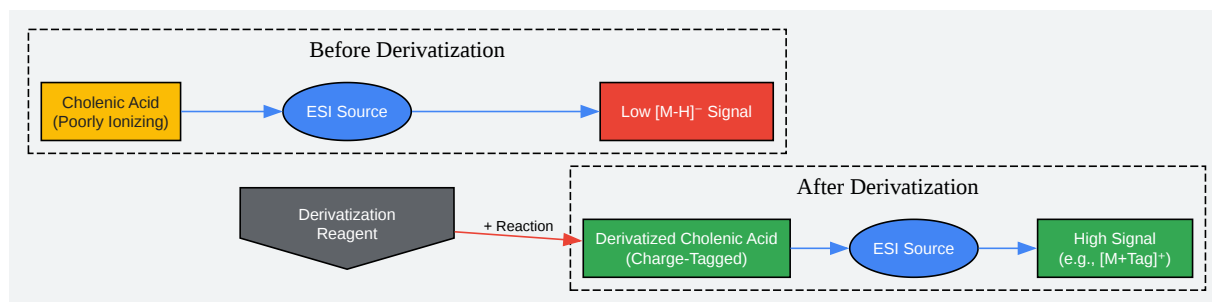 Before Derivatization
Cholenic Acid
(Poorly Ionizing)
ESI Source
Low [M-H]⁻ Signal
Derivatization
Reagent
+ Reaction
After Derivatization
Derivatized Cholenic Acid
(Charge-Tagged)
ESI Source
High Signal
(e.g., [M+Tag]⁺)